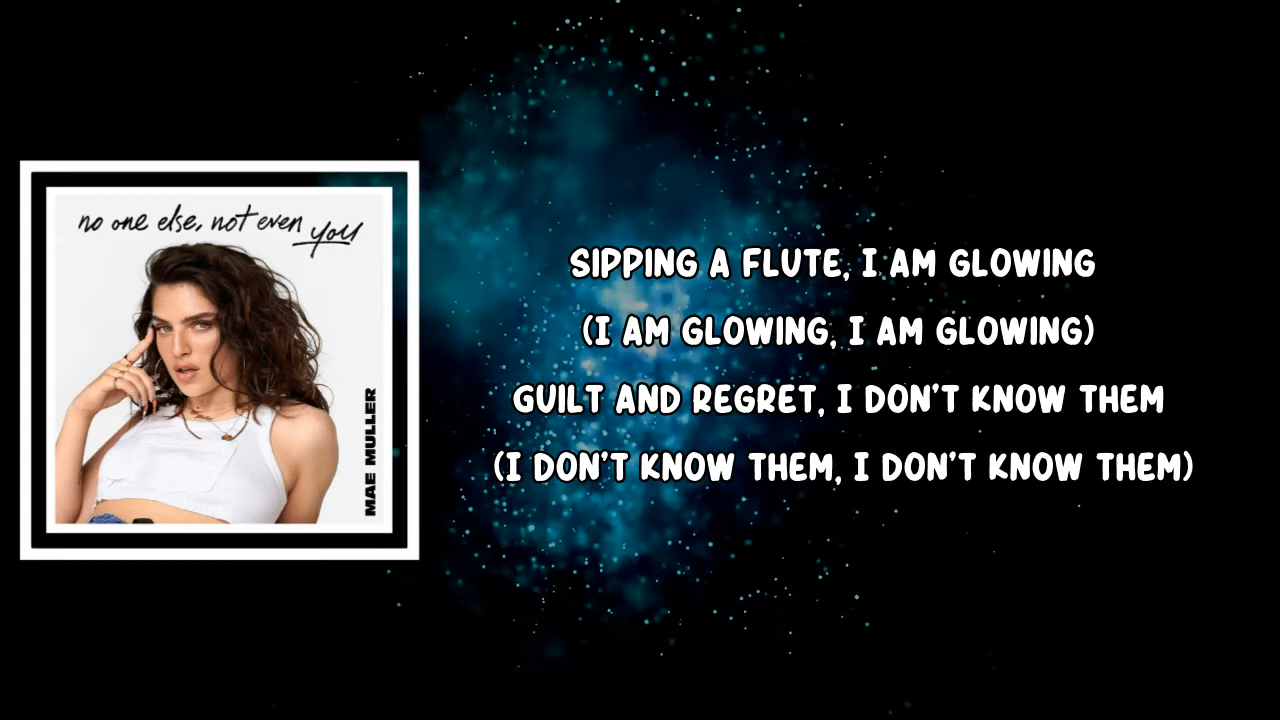 no one else, not even you
MAE MULLER
SIPPING A FLUTE, I AM GLOWING
(I AM GLOWING, I AM GLOWING)
GUILT AND REGRET, I DON'T KNOW THEM
(I DON'T KNOW THEM, I DON'T KNOW THEM)